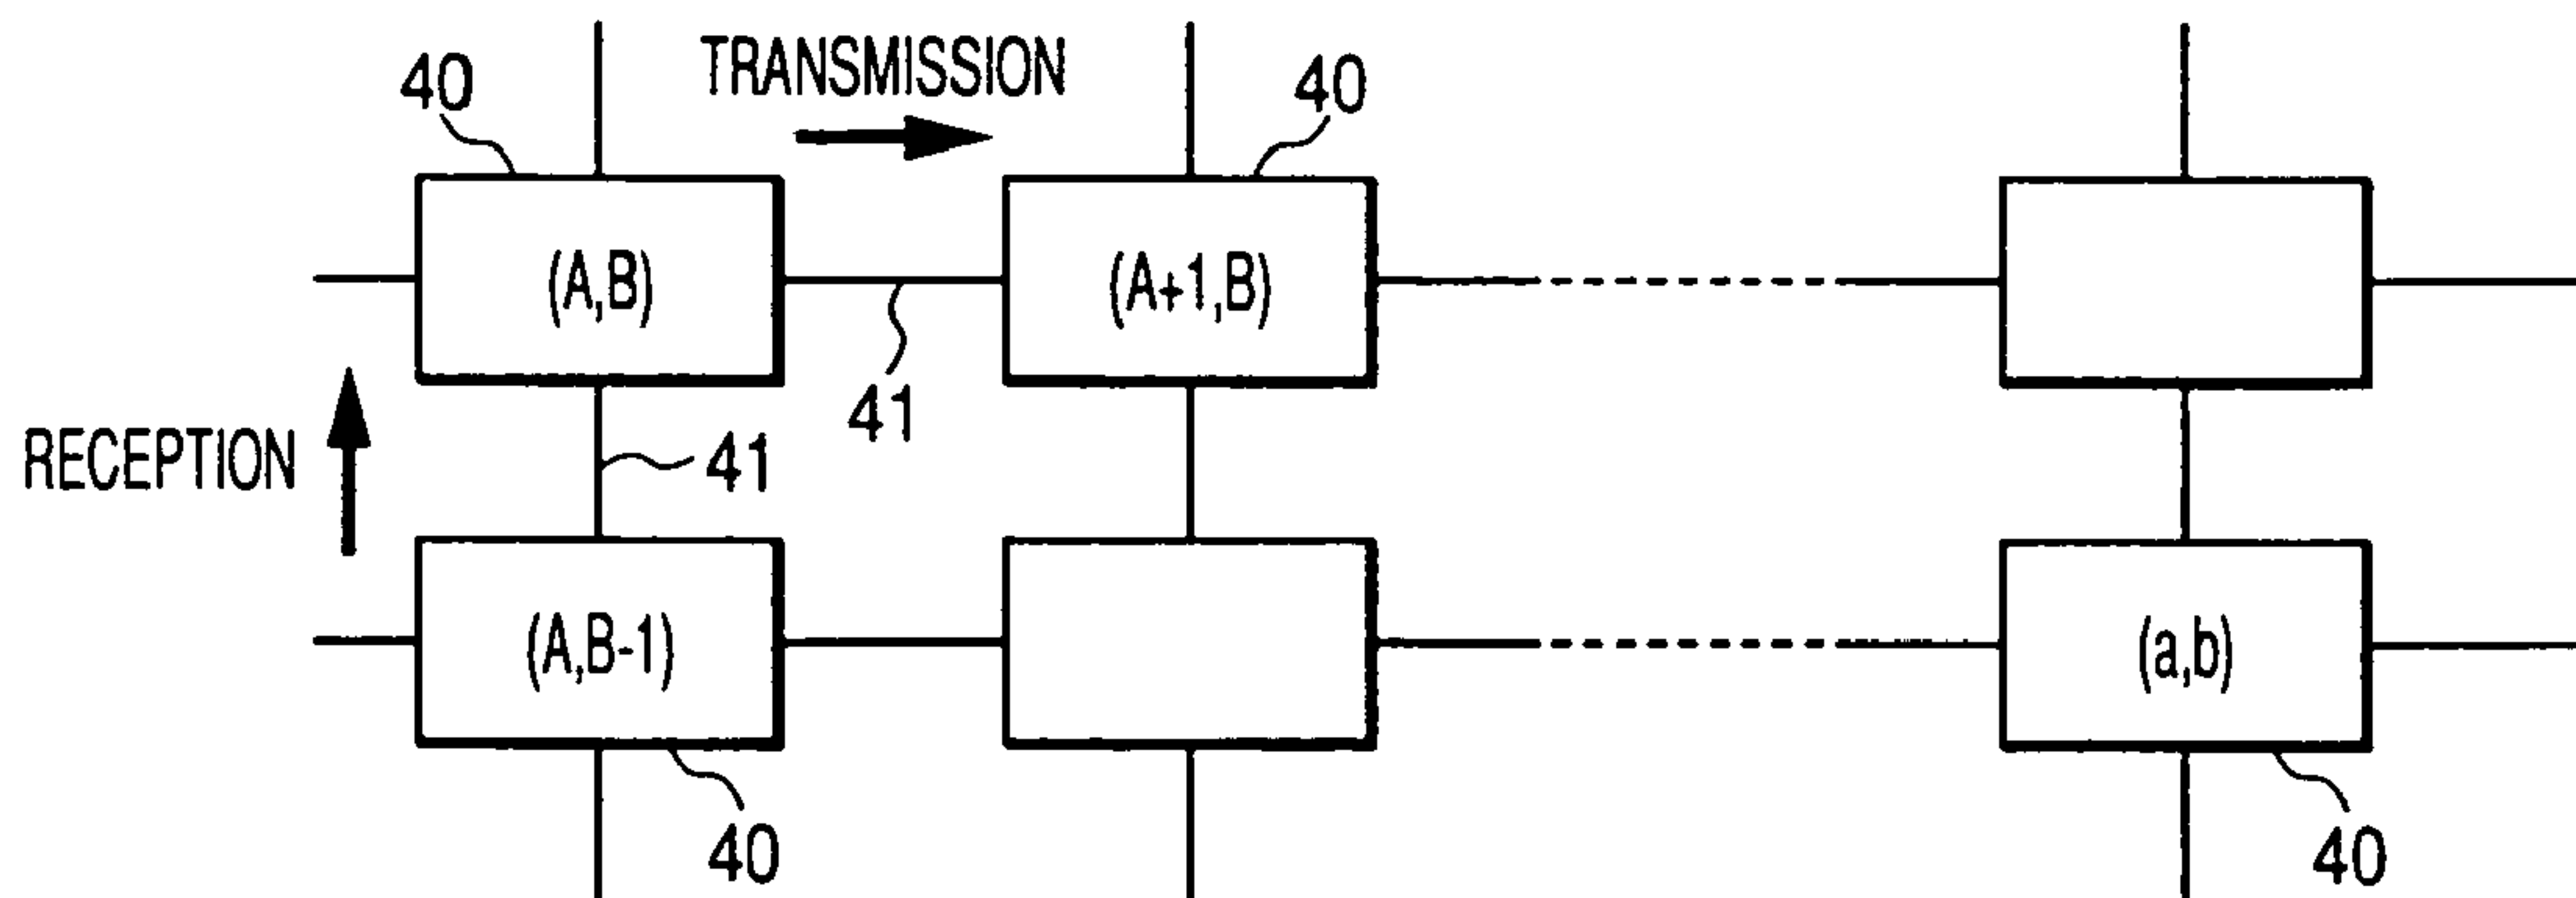 TRANSMISSION
40
40
(A,B)
(A+1,B)
41
RECEPTION
41
(A,B-1)
(a,b)
40
40